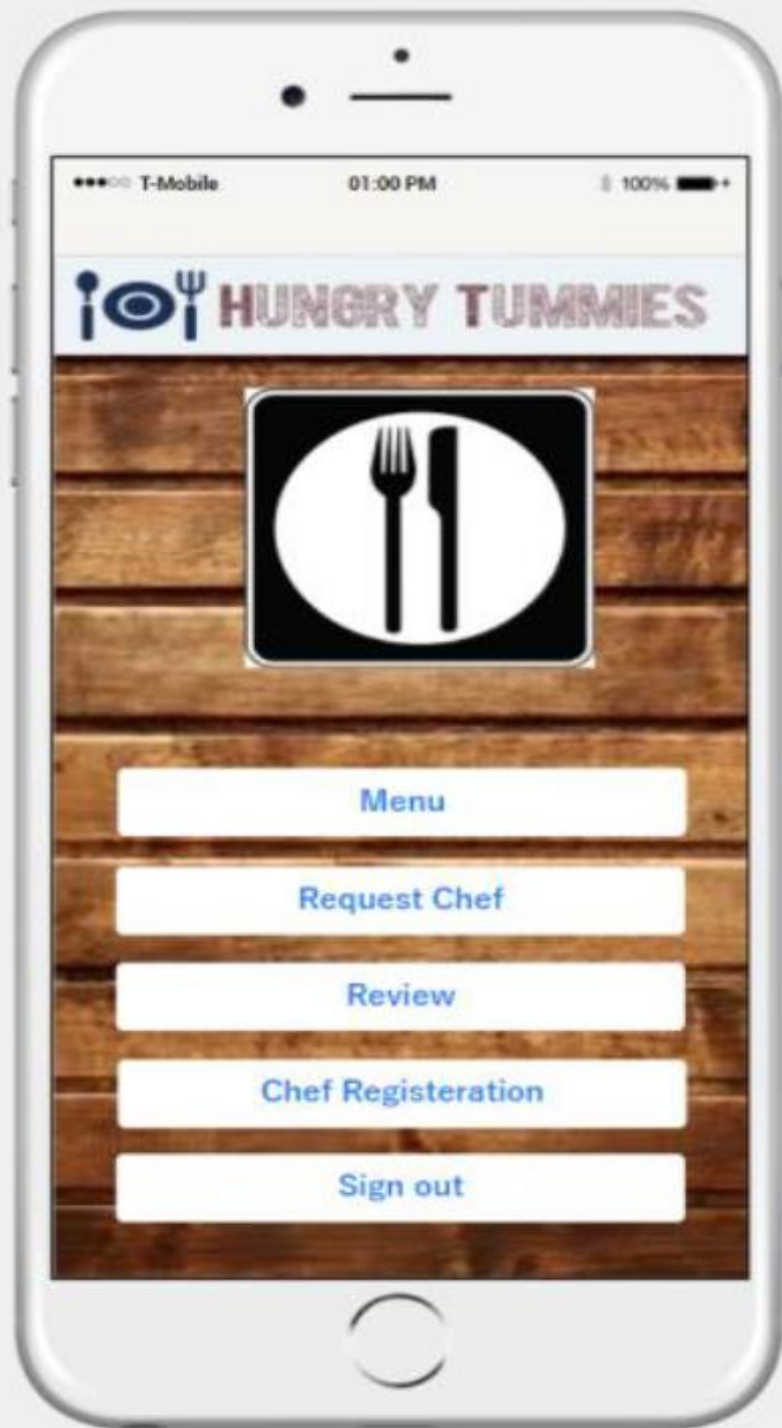 T-Mobile 01:00 PM 100%
HUNGRY TUMMIES
Menu
Request Chef
Review
Chef Registeration
Sign out